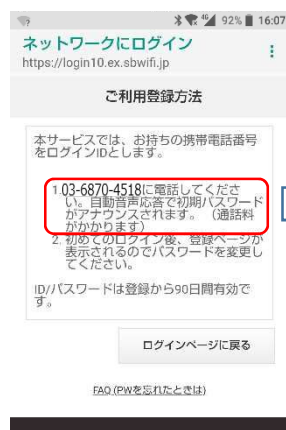 92% 16:07
ネットワークにログイン
https://login10.ex.sbwifi.jp
ご利用登録方法
本サービスでは、お持ちの携帯電話番号
をログインIDとします。
1.03-6870-4518に電話してくださ
い。自動音声応答で初期パスワード
がアナウンスされます。（通話料
がかかります）
2. 初めてのログイン後、登録ページが
表示されるのでパスワードを変更し
てください。
ID/パスワードは登録から90日間有効で
す。
ログインページに戻る
FAQ (PWを忘れたときは)